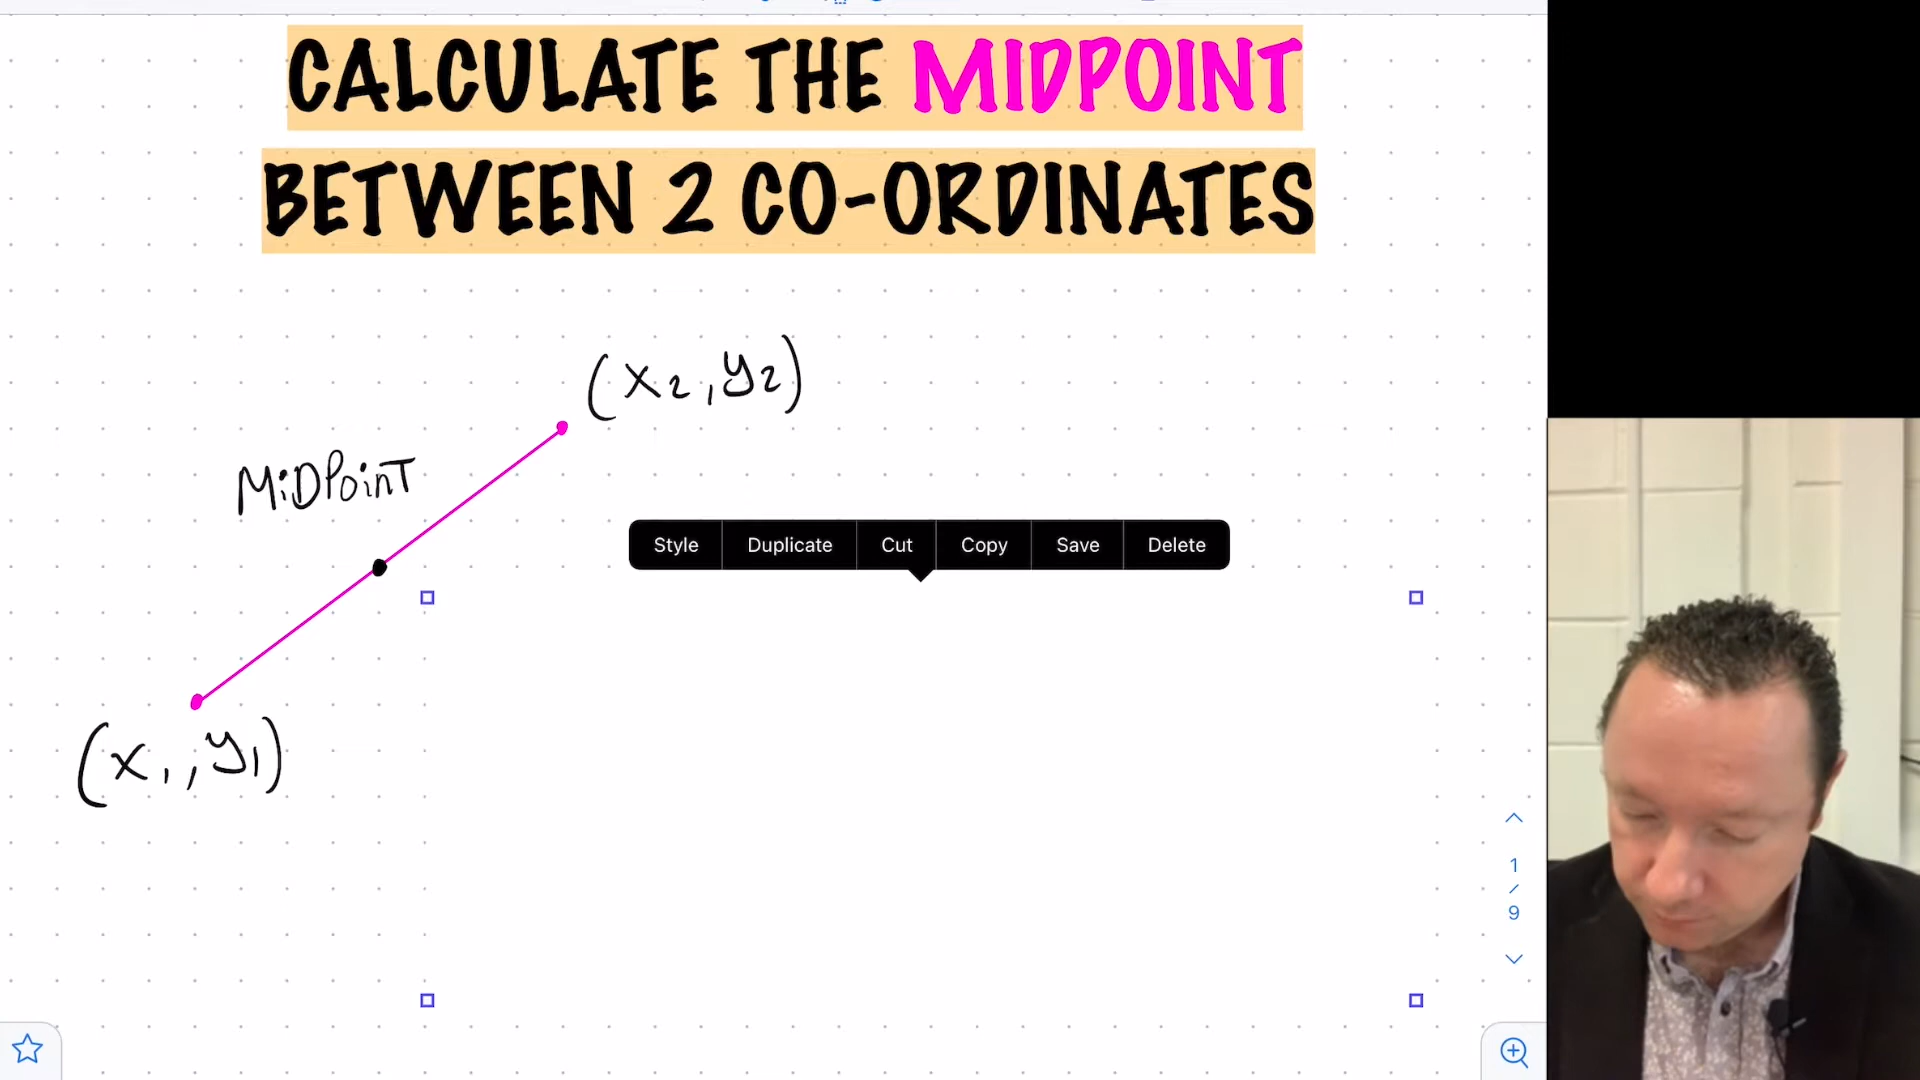 CALCULATE THE MIDPOINT
BETWEEN 2 CO-ORDINATES
(x2,y2)
MiDPoinT
Style Duplicate Cut Copy Save Delete
(x1,y1)
1
/
9